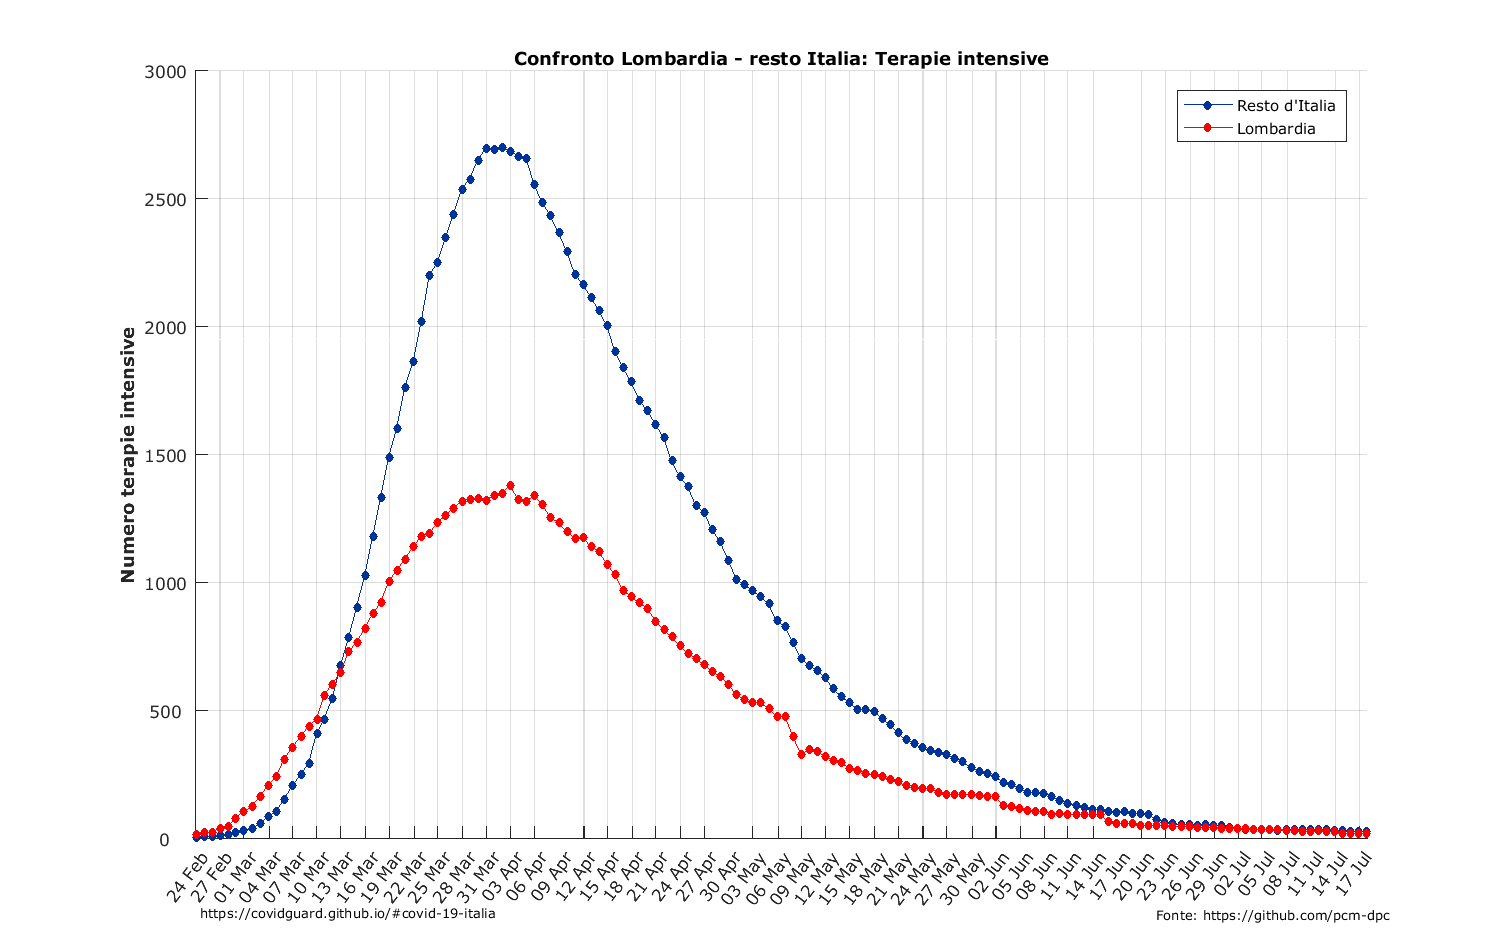 Confronto Lombardia - resto Italia: Terapie intensive
Resto d'Italia
Lombardia
Numero terapie intensive
3000
2500
2000
1500
1000
500
0
24 Feb
27 Feb
01 Mar
04 Mar
07 Mar
10 Mar
13 Mar
16 Mar
19 Mar
22 Mar
25 Mar
28 Mar
31 Mar
03 Apr
06 Apr
09 Apr
12 Apr
15 Apr
18 Apr
21 Apr
24 Apr
27 Apr
30 Apr
03 May
06 May
09 May
12 May
15 May
18 May
21 May
24 May
27 May
30 May
02 Jun
05 Jun
08 Jun
11 Jun
14 Jun
17 Jun
20 Jun
23 Jun
26 Jun
29 Jun
02 Jul
05 Jul
08 Jul
11 Jul
14 Jul
17 Jul
https://covidguard.github.io/#covid-19-italia
Fonte: https://github.com/pcm-dpc